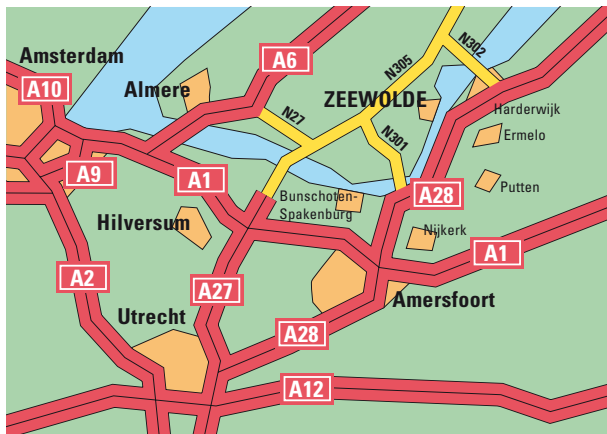 Amsterdam
A10
A6
N302
N305
Almere
ZEEWOLDE
N27
Harderwijk
N301
Ermelo
A9
A1
A28
Putten
Bunschoten-
Spakenburg
Hilversum
Nijkerk
A1
A2
A27
Amersfoort
Utrecht
A28
A12